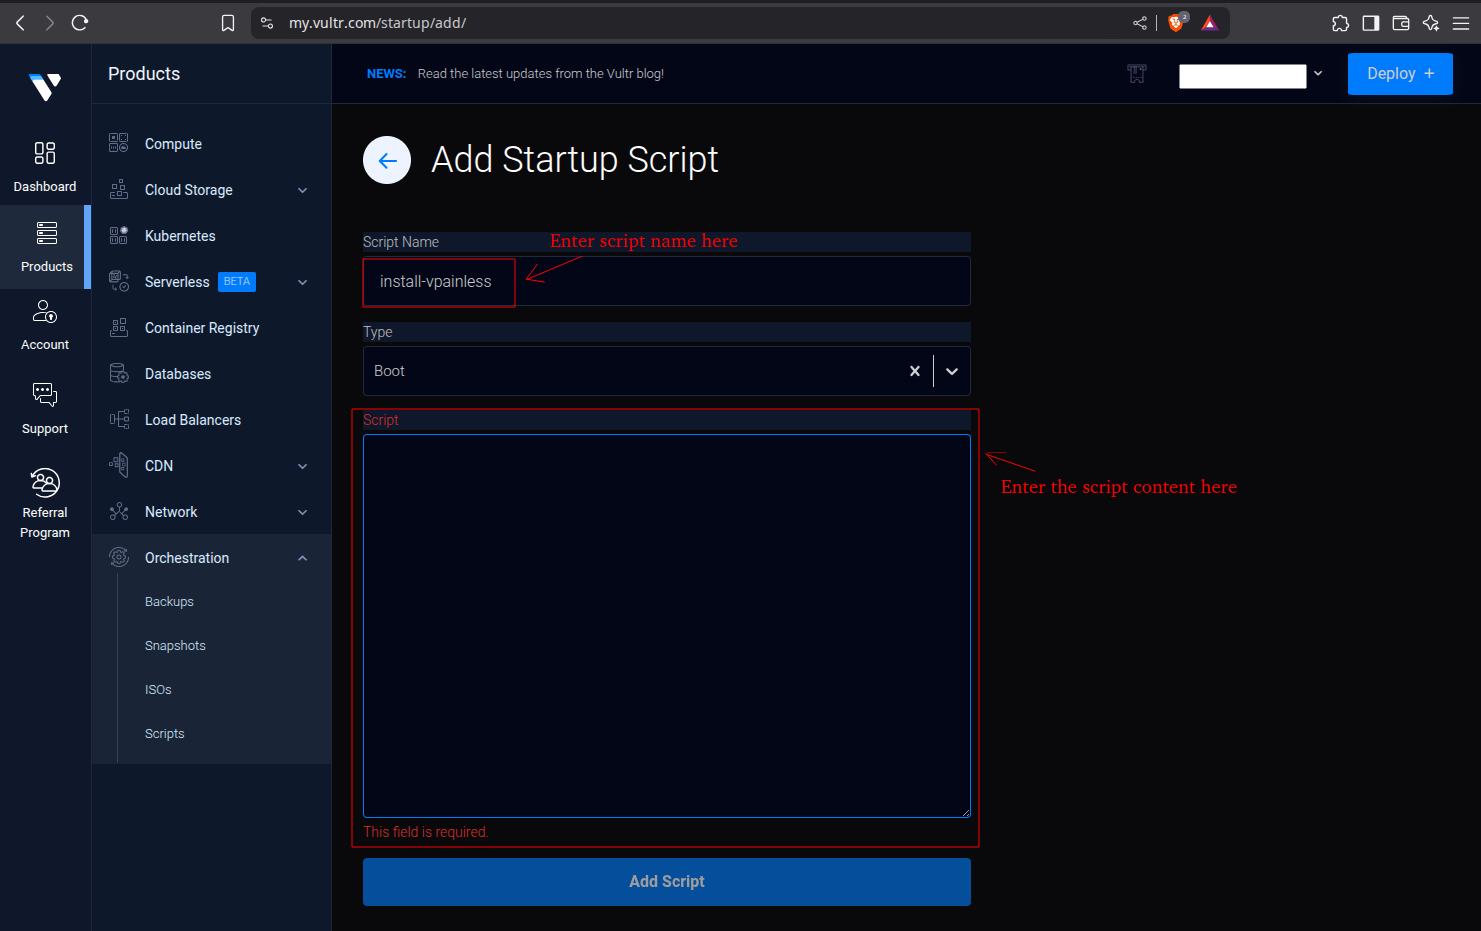 my.vultr.com/startup/add/
2
Products
NEWS: Read the latest updates from the Vultr blog!
Deploy +
Dashboard
Products
Account
Support
Referral
Program
Compute
Cloud Storage
Kubernetes
Serverless BETA
Container Registry
Databases
Load Balancers
CDN
Network
Orchestration
Backups
Snapshots
ISOs
Scripts
Add Startup Script
Script Name
Enter script name here
install-vpainless
Type
Boot
Script
Enter the script content here
This field is required.
Add Script